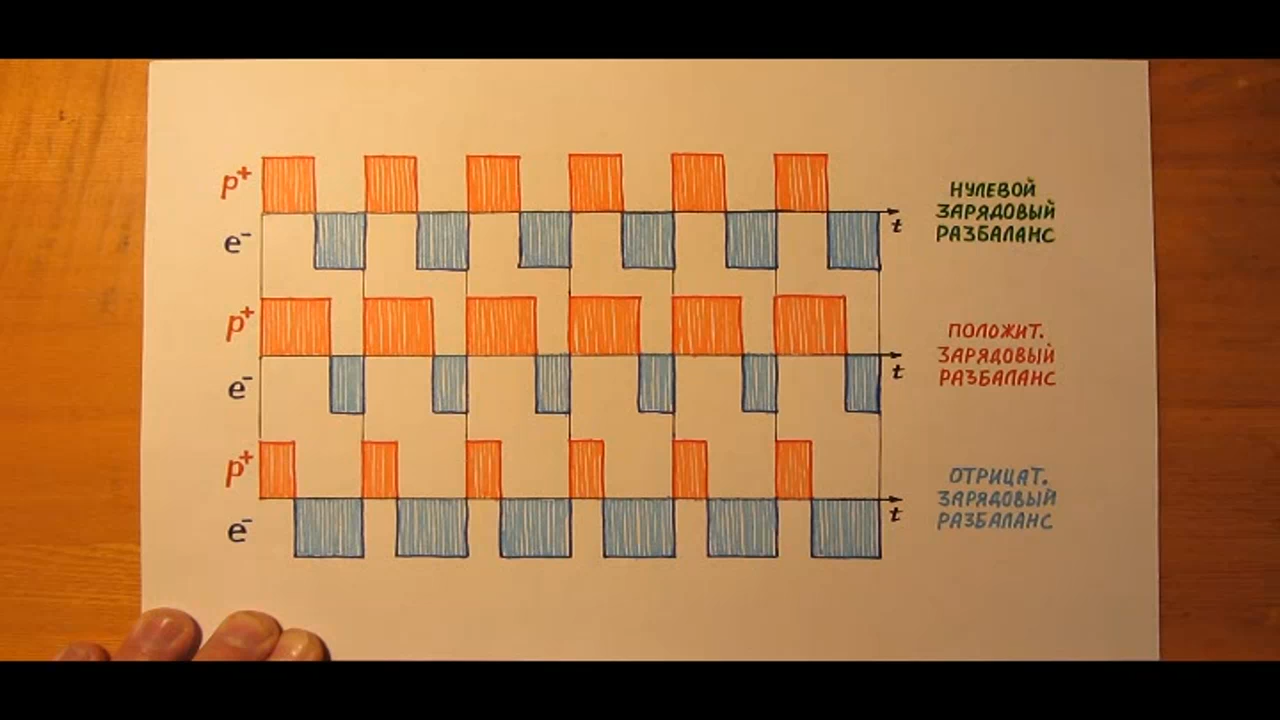 p⁺
e⁻
t
НУЛЕВОЙ
ЗАРЯДОВЫЙ
РАЗБАЛАНС
p⁺
e⁻
t
ПОЛОЖИТ.
ЗАРЯДОВЫЙ
РАЗБАЛАНС
p⁺
e⁻
t
ОТРИЦАТ.
ЗАРЯДОВЫЙ
РАЗБАЛАНС